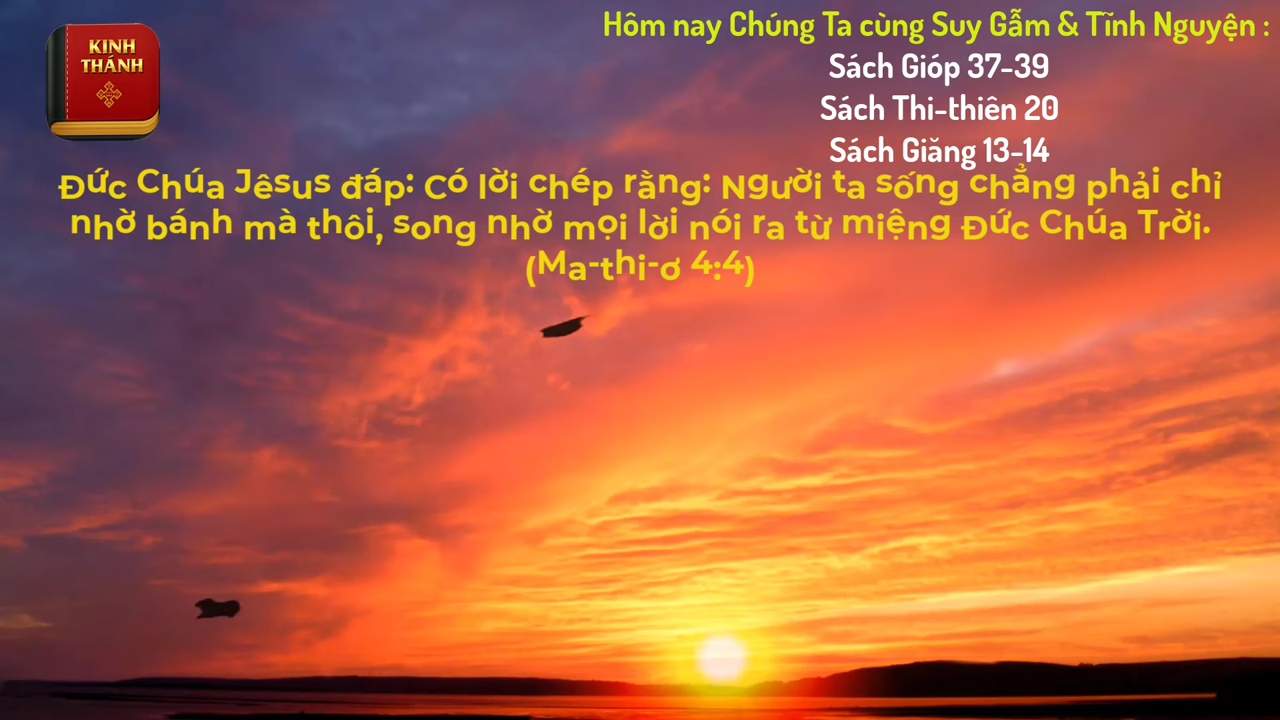 KINH
THÁNH
Hôm nay Chúng Ta cùng Suy Gẫm & Tĩnh Nguyện :
Sách Gióp 37-39
Sách Thi-thiên 20
Sách Giăng 13-14
Đức Chúa Jêsus đáp: Có lời chép rằng: Người ta sống chẳng phải chỉ
nhờ bánh mà thôi, song nhờ mọi lời nói ra từ miệng Đức Chúa Trời.
(Ma-thi-ơ 4:4)